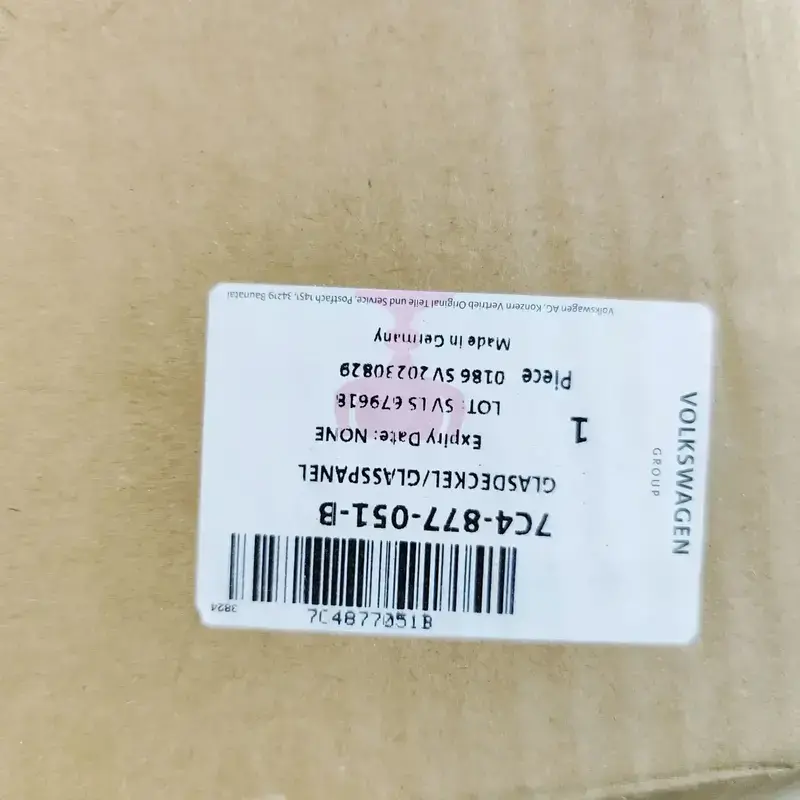 3824
7C4877051B
7C4-877-051-B
GLASDECKEL/GLASSPANEL
Expiry Date: NONE
1
LOT: SV LS 679618
Piece 0186 SV 20230829
Made in Germany
Volkswagen AG, Konzern Vertrieb Original Teile und Service, Postfach 1451, 34219 Baunatal
VOLKSWAGEN
GROUP